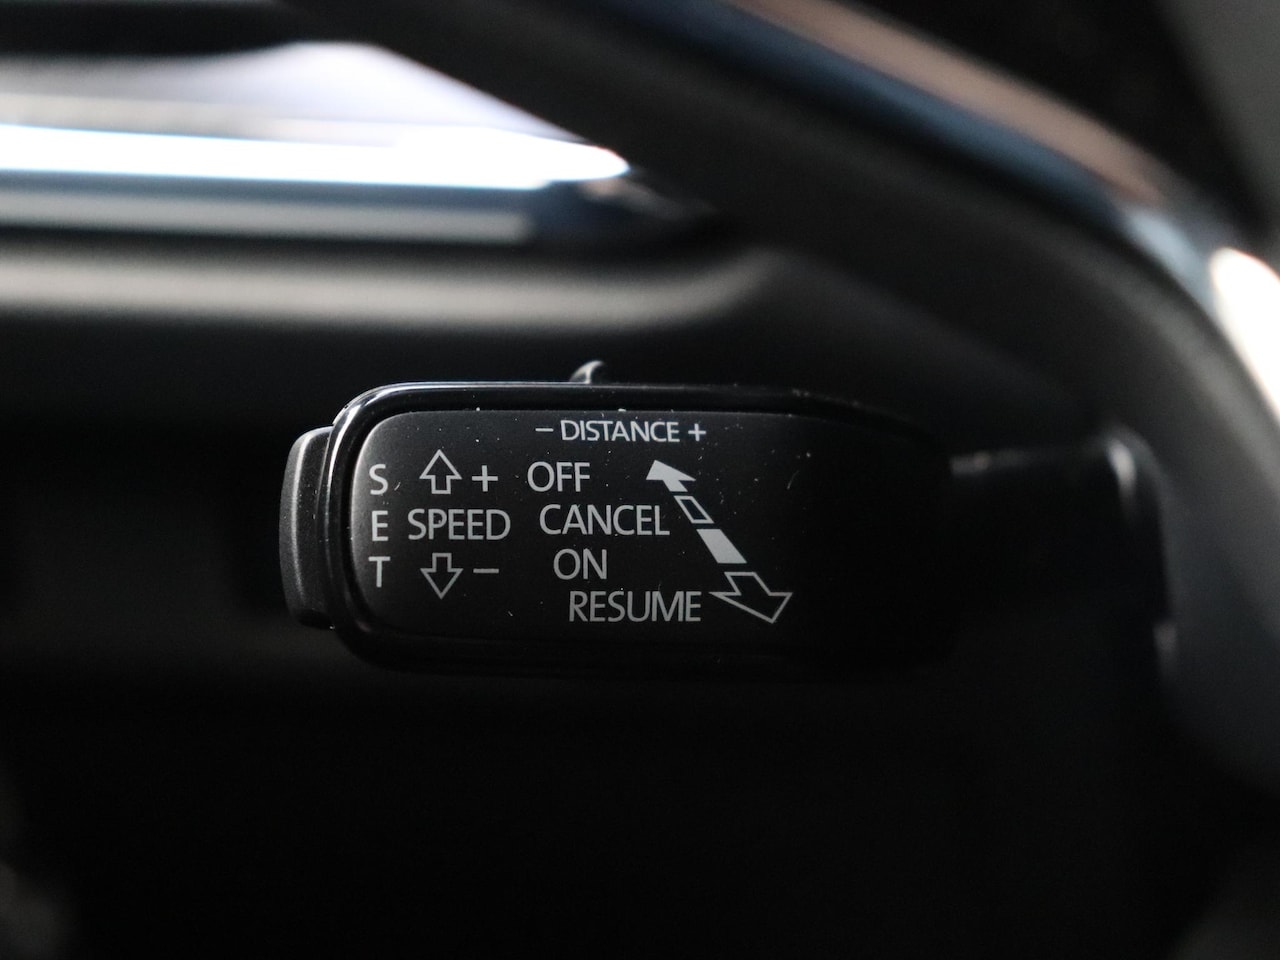 − DISTANCE +
S
E
T
+
SPEED
−
OFF
CANCEL
ON
RESUME